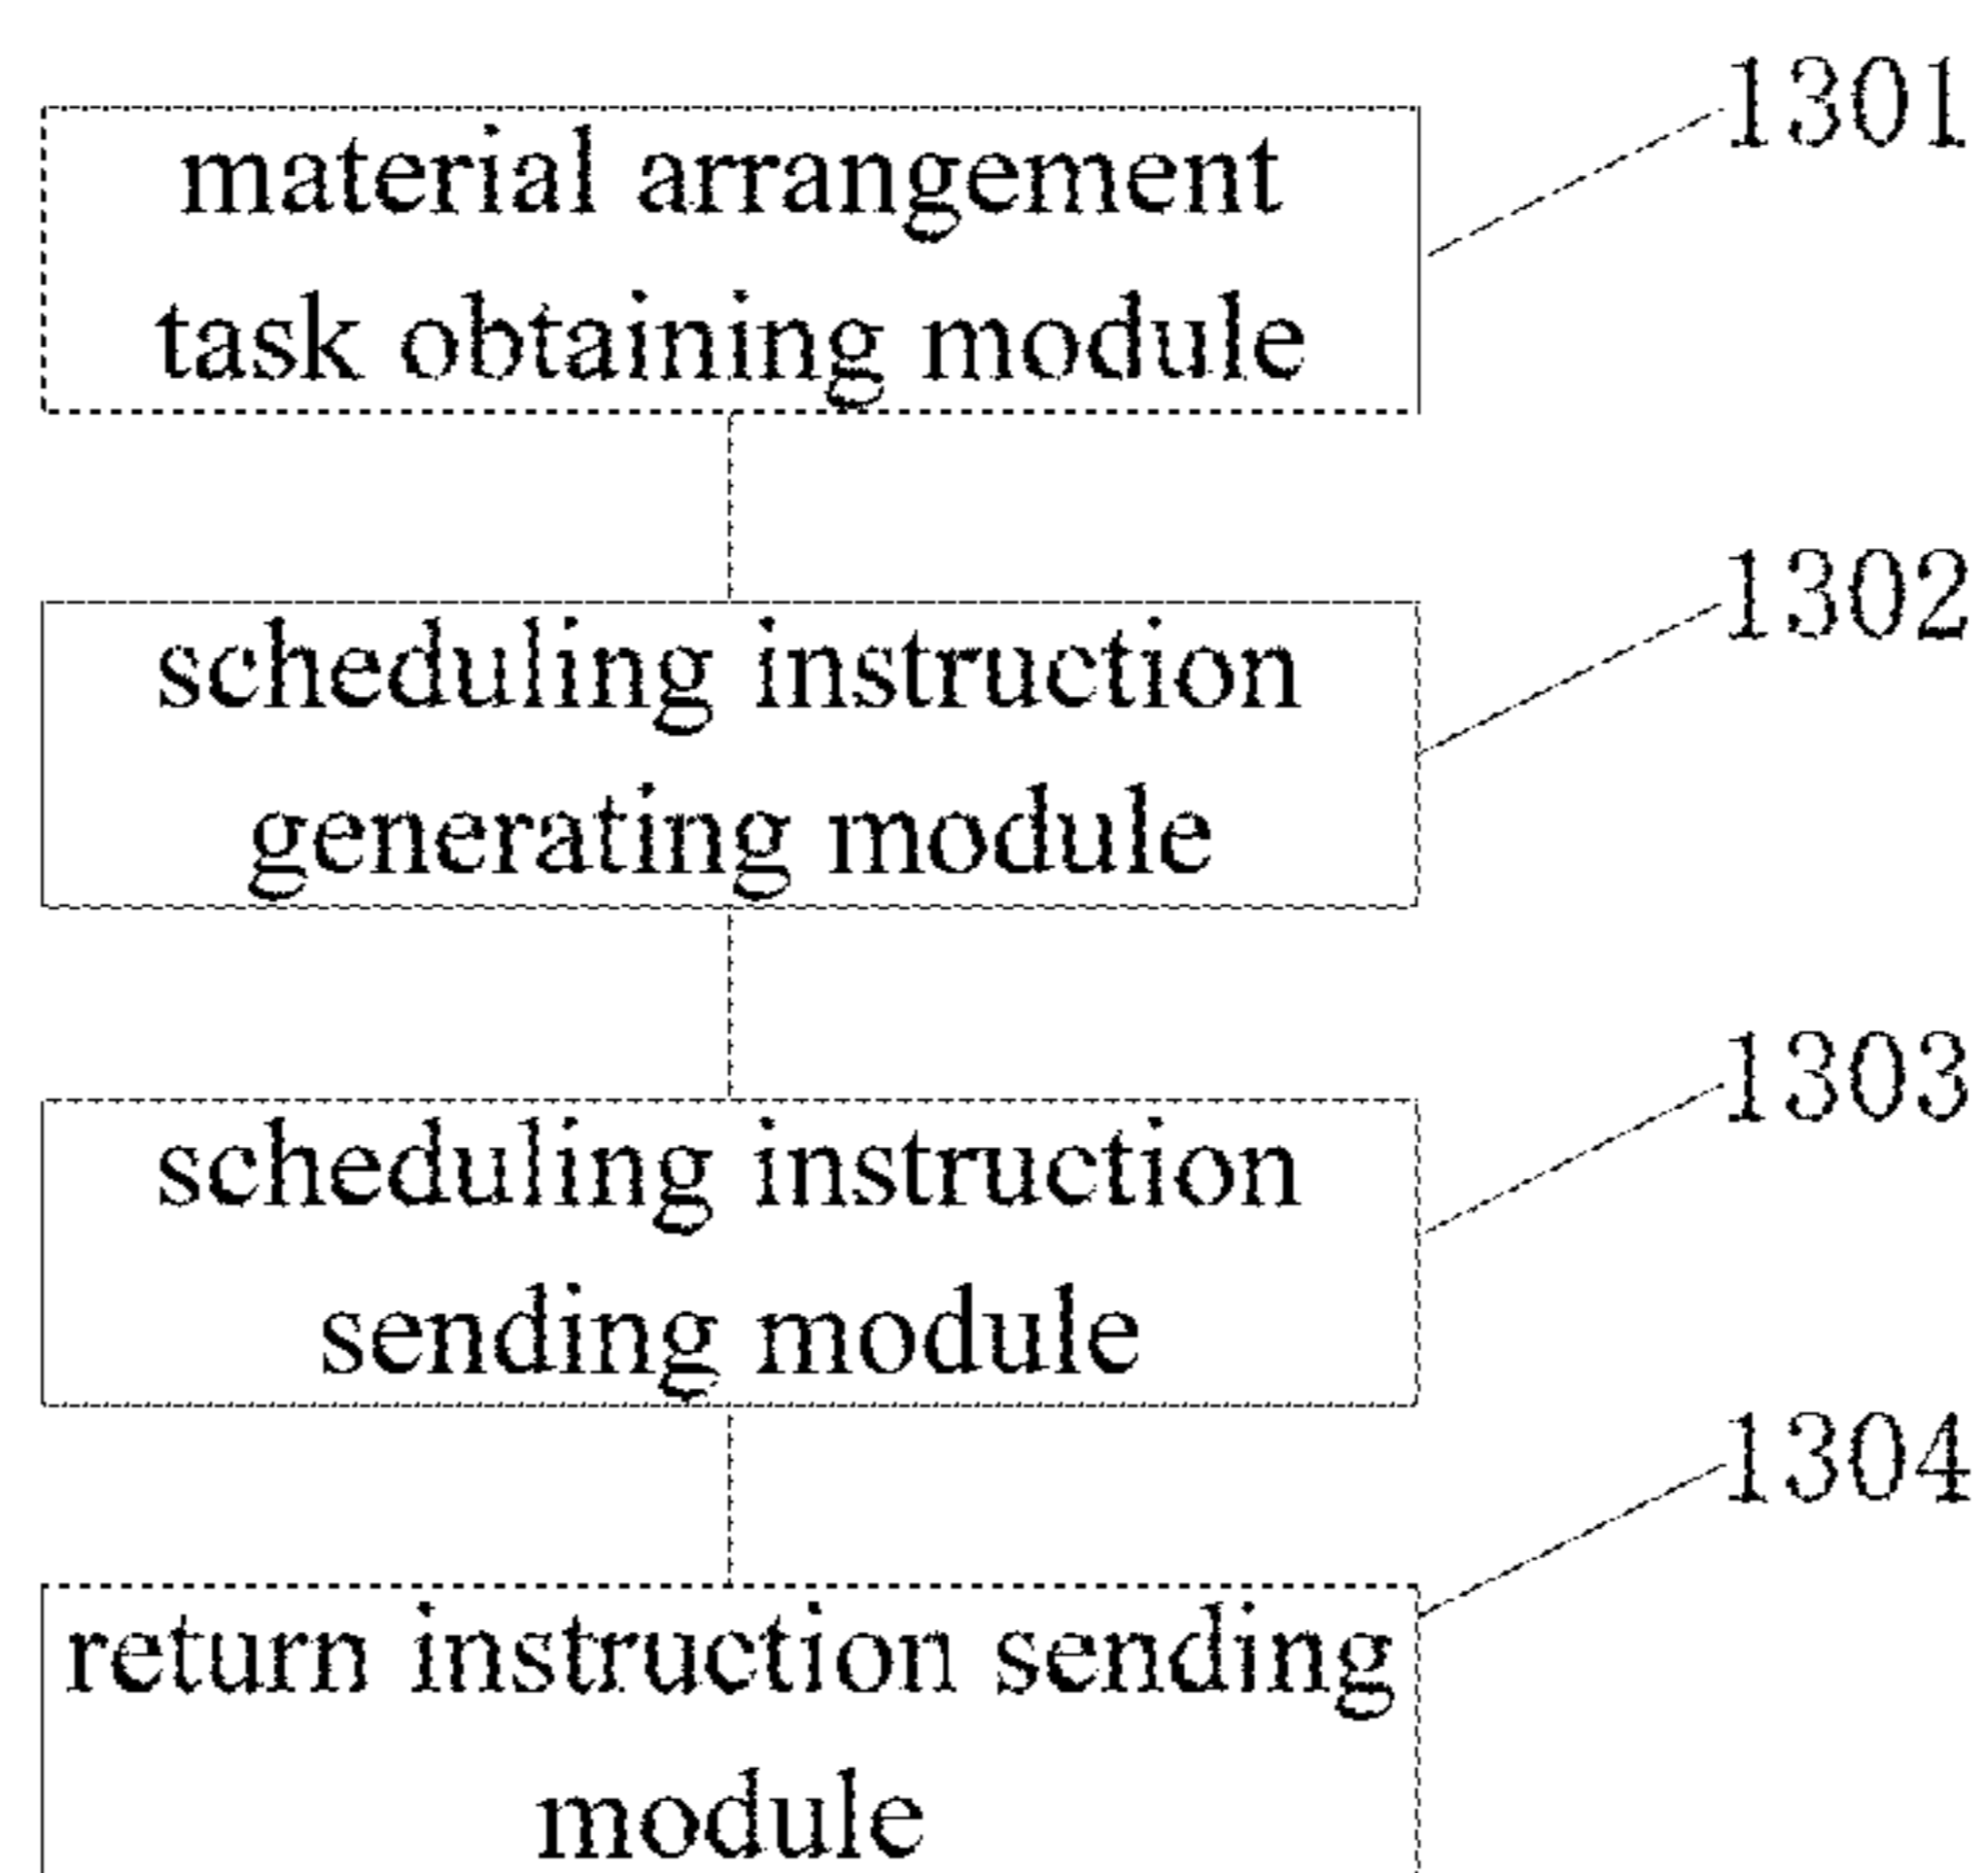 1301
material arrangement
task obtaining module
1302
scheduling instruction
generating module
1303
scheduling instruction
sending module
1304
return instruction sending
module